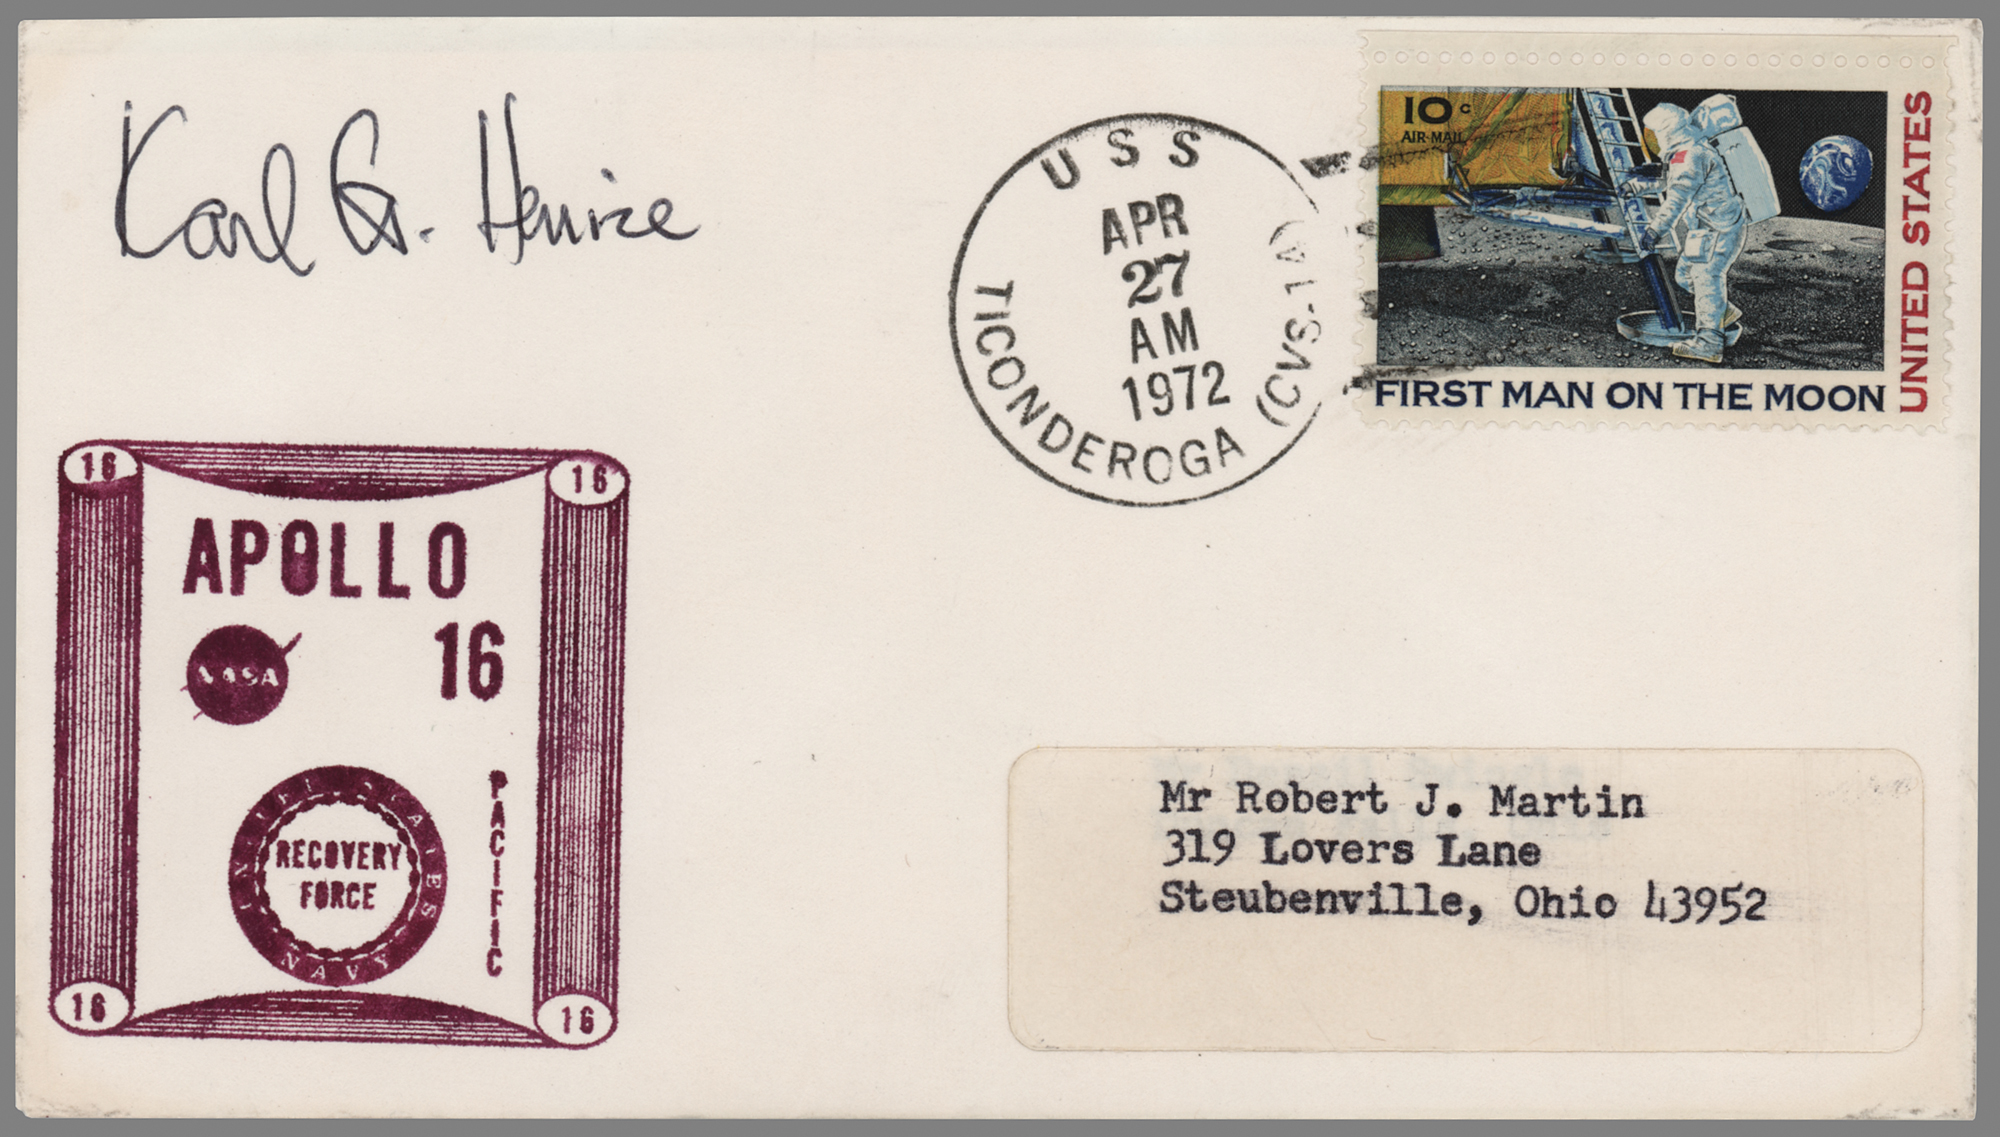 Karl G. Henize
USS
TICONDEROGA (CVS-14)
APR
27
AM
1972
10c
AIR-MAIL
UNITED STATES
FIRST MAN ON THE MOON
16
16
APOLLO
16
NASA
PACIFIC
UNITED STATES
NAVY
RECOVERY
FORCE
16
16
Mr Robert J. Martin
319 Lovers Lane
Steubenville, Ohio 43952